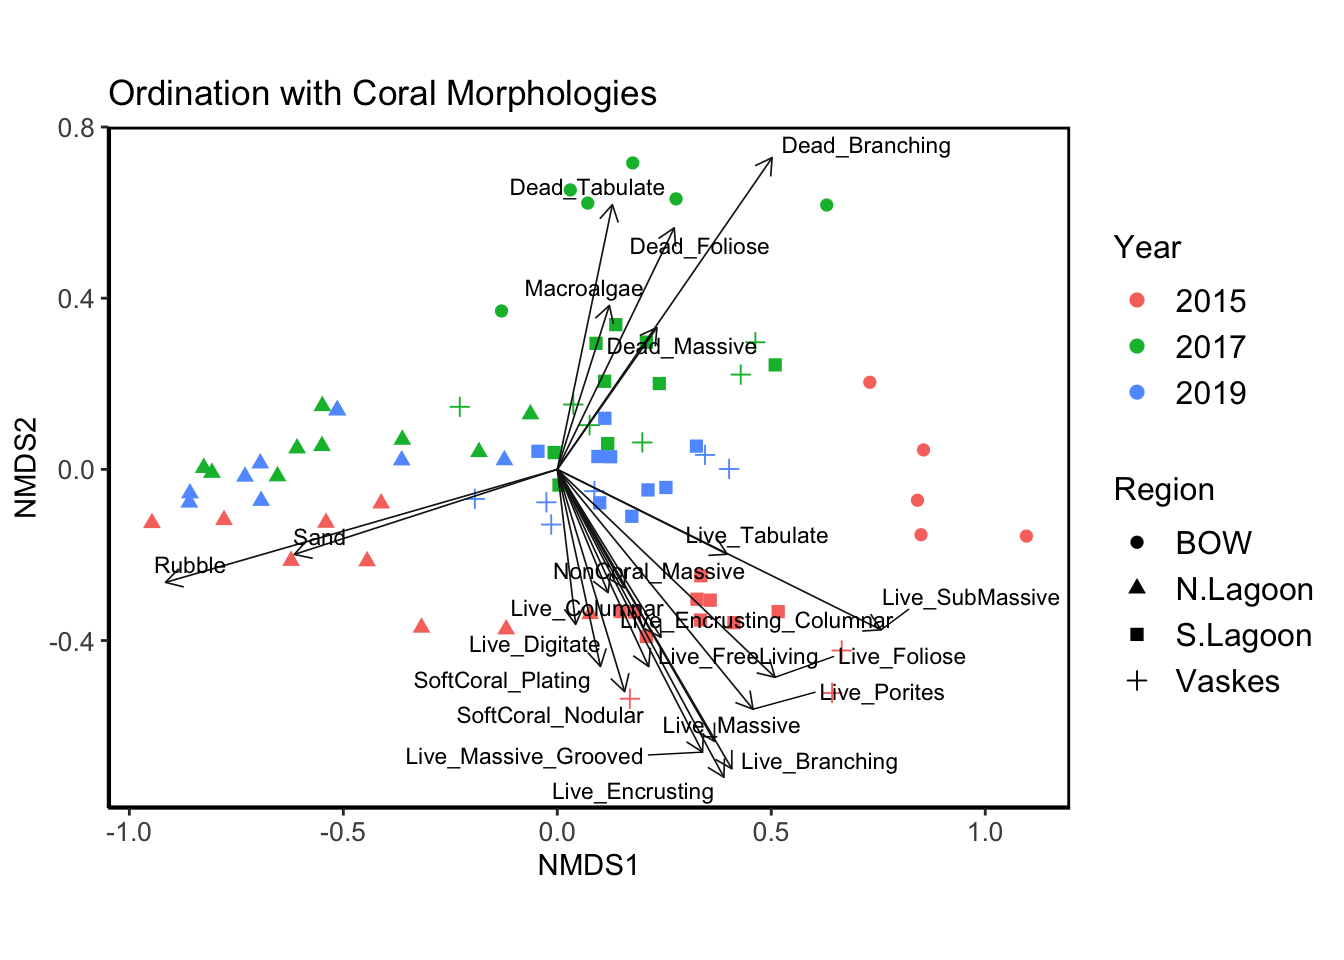 Ordination with Coral Morphologies
0.8
0.4
0.0
-0.4
NMDS2
-1.0
-0.5
0.0
0.5
1.0
NMDS1
Dead_Branching
Dead_Tabulate
Dead_Foliose
Macroalgae
Dead_Massive
Sand
Rubble
Live_Tabulate
NonCoral_Massive
Live_SubMassive
Live_Columnar
Live_Encrusting_Columnar
Live_Digitate
Live_FreeLiving
Live_Foliose
SoftCoral_Plating
Live_Porites
SoftCoral_Nodular
Live_Massive
Live_Massive_Grooved
Live_Branching
Live_Encrusting
Year
2015
2017
2019
Region
BOW
N.Lagoon
S.Lagoon
Vaskes